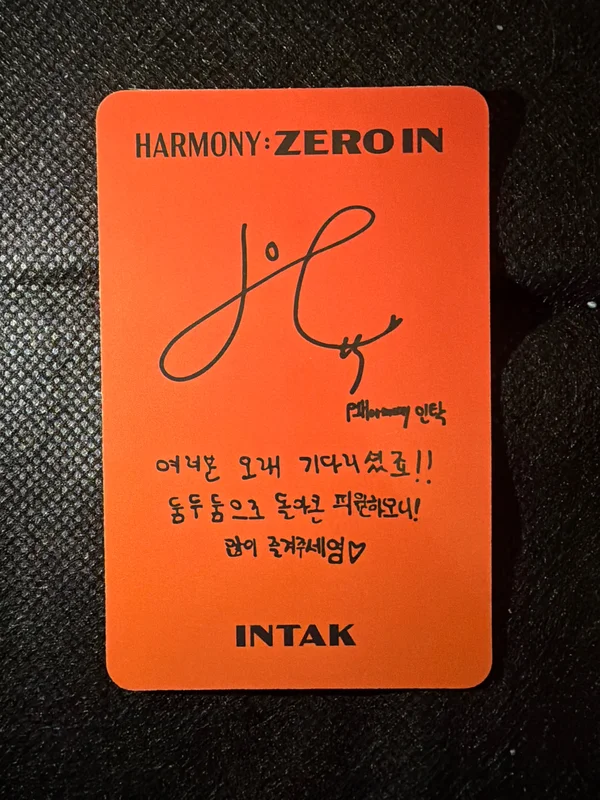 HARMONY: ZERO IN
인탁
여러분 오래 기다리셨죠!!
둠두둠으로 돌아온 피원하모니!
많이 즐겨주세염♡
INTAK